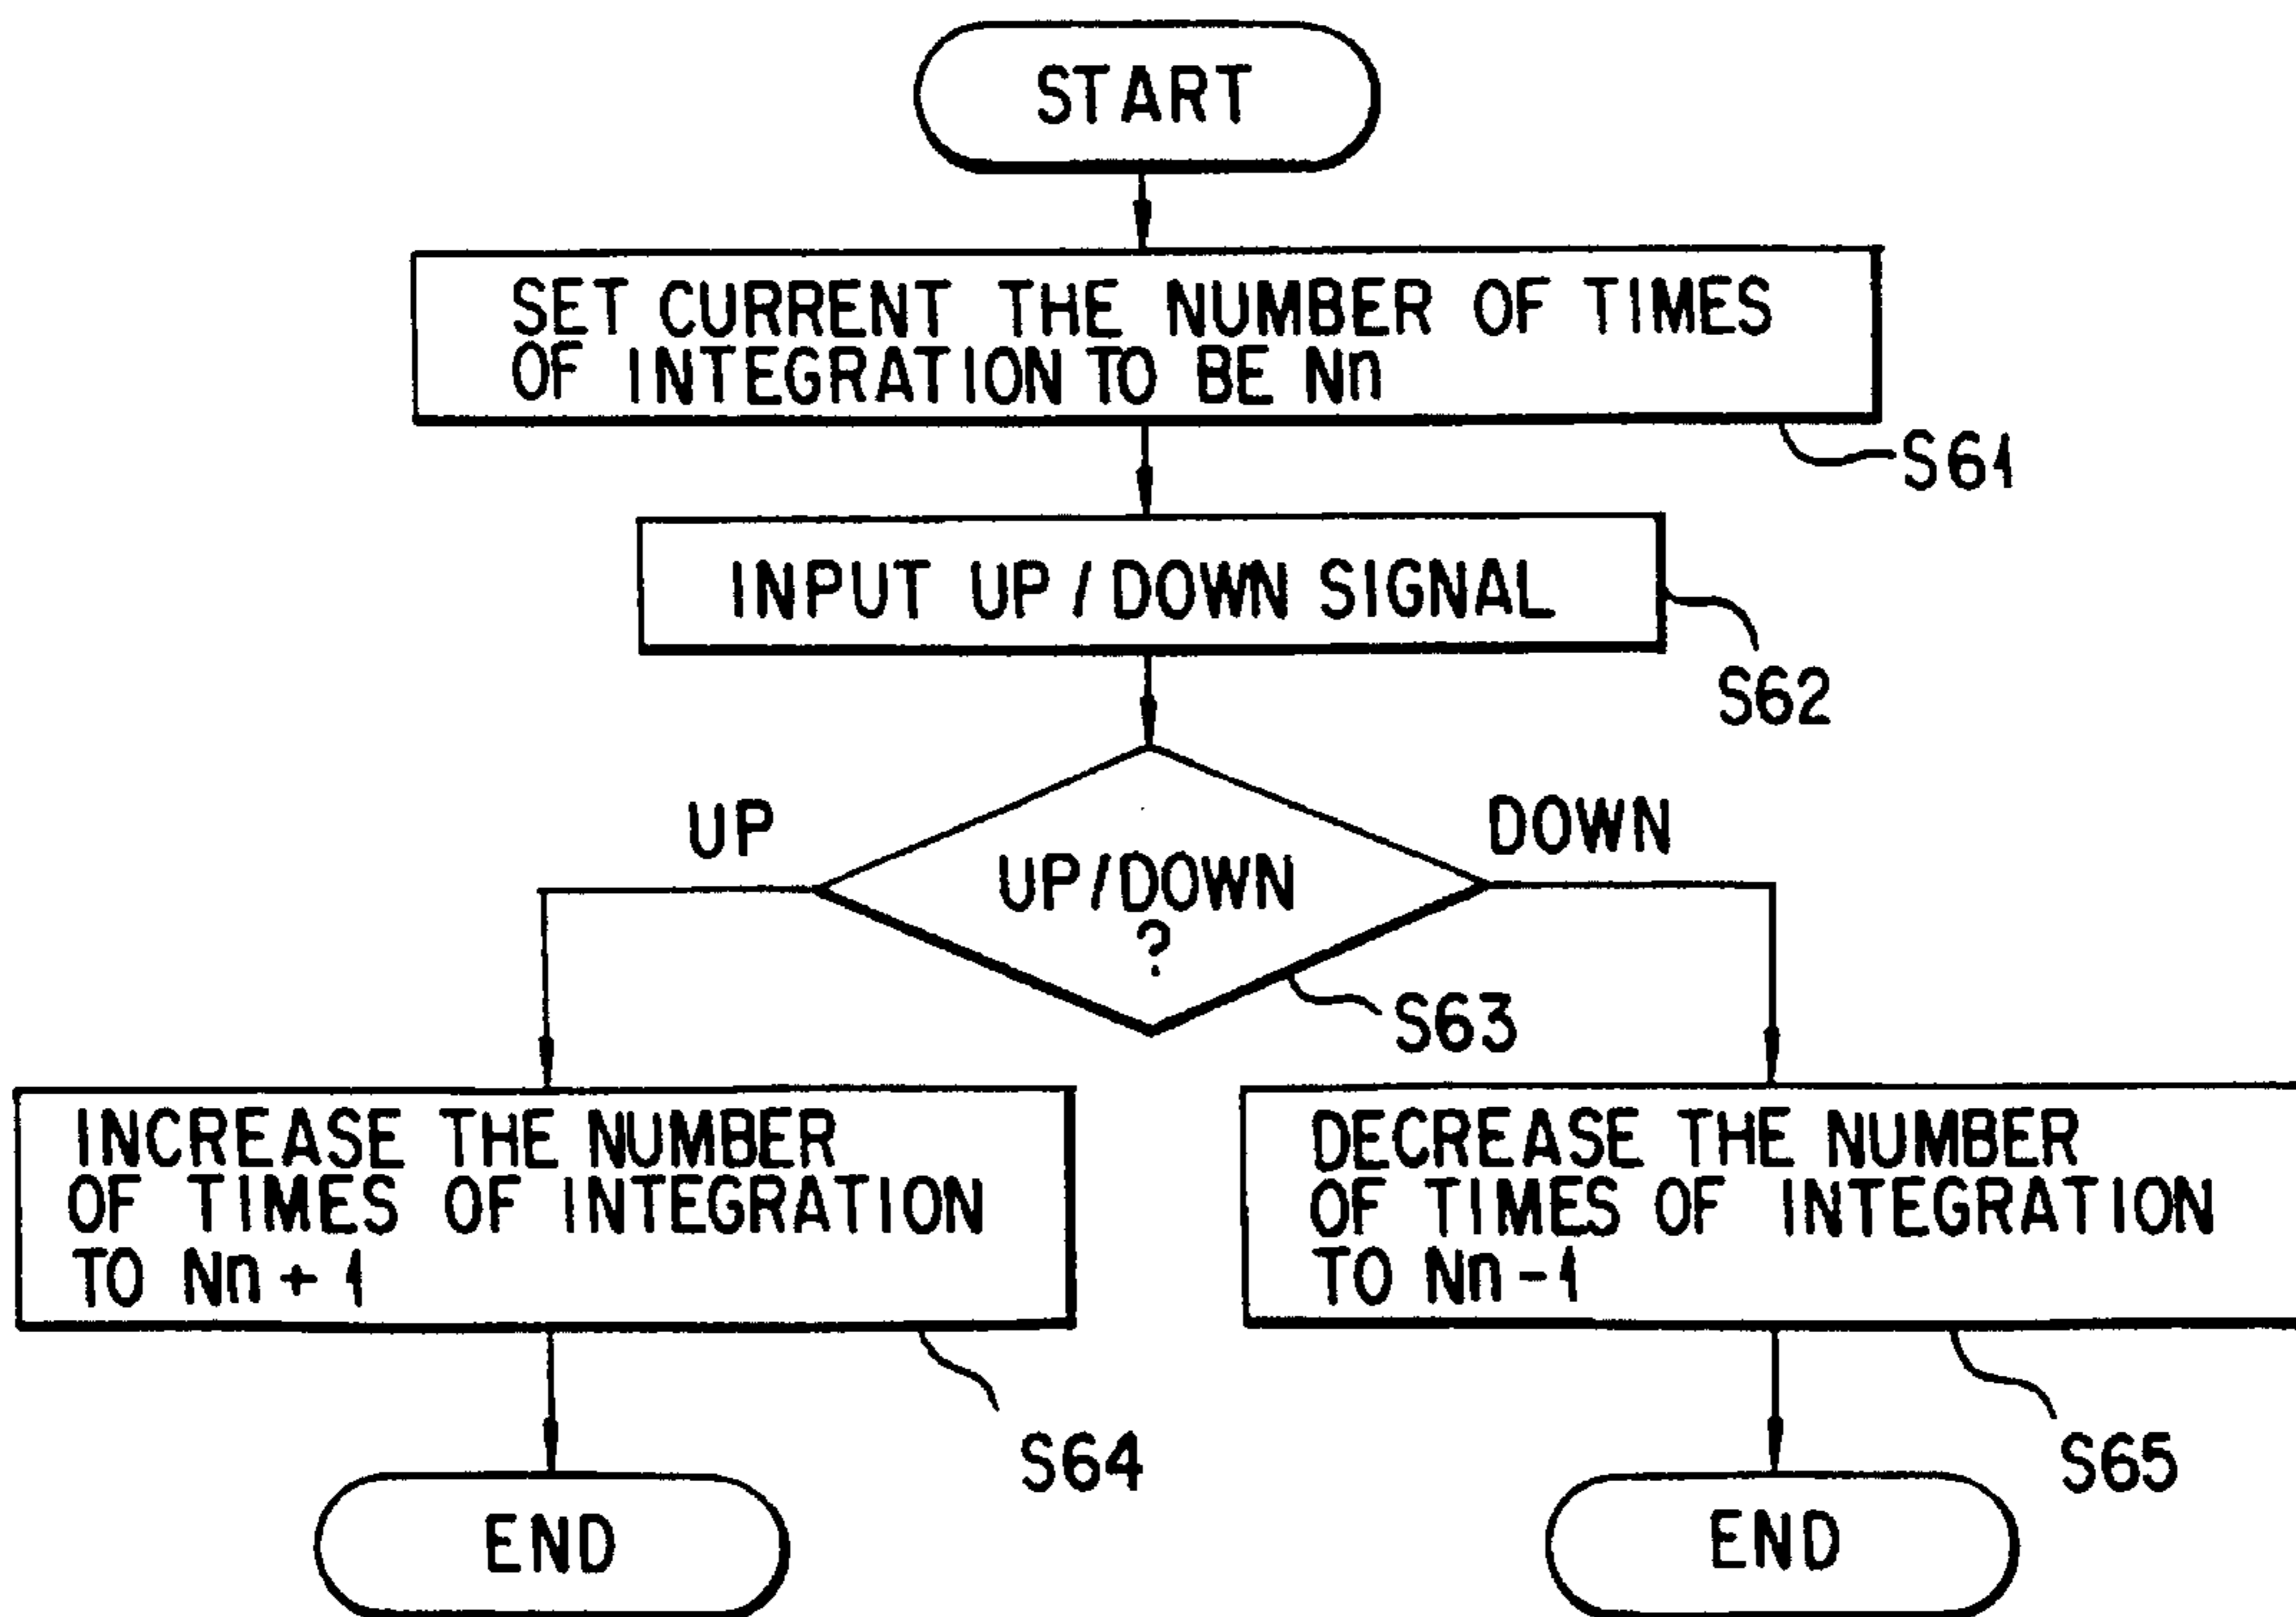 START
SET CURRENT THE NUMBER OF TIMES
OF INTEGRATION TO BE Nn
S61
INPUT UP/DOWN SIGNAL
S62
UP
DOWN
UP/DOWN
?
S63
INCREASE THE NUMBER
OF TIMES OF INTEGRATION
TO Nn + 1
S64
DECREASE THE NUMBER
OF TIMES OF INTEGRATION
TO Nn - 1
S65
END
END